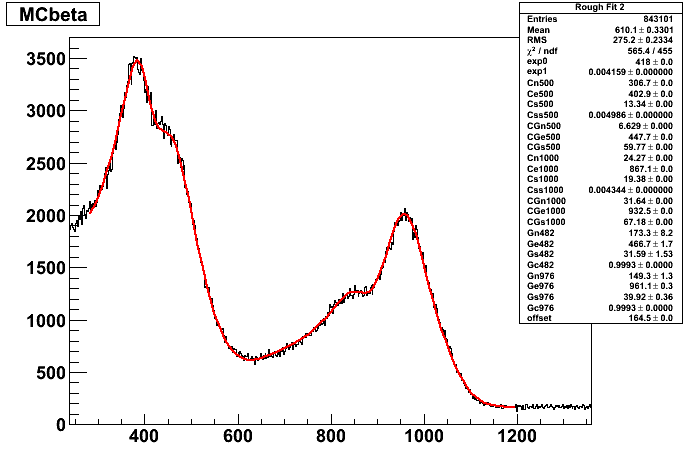 MCbeta
Rough Fit 2
Entries 843101
Mean 610.1 ± 0.3301
RMS 275.2 ± 0.2334
χ² / ndf 565.4 / 455
exp0 418 ± 0.0
exp1 0.004159 ± 0.000000
Cn500 306.7 ± 0.0
Ce500 402.9 ± 0.0
Cs500 13.34 ± 0.00
Css500 0.004986 ± 0.000000
CGn500 6.629 ± 0.000
CGe500 447.7 ± 0.0
CGs500 59.77 ± 0.00
Cn1000 24.27 ± 0.00
Ce1000 867.1 ± 0.0
Cs1000 19.38 ± 0.00
Css1000 0.004344 ± 0.000000
CGn1000 31.64 ± 0.00
CGe1000 932.5 ± 0.0
CGs1000 67.18 ± 0.00
Gn482 173.3 ± 8.2
Ge482 466.7 ± 1.7
Gs482 31.59 ± 1.53
Gc482 0.9993 ± 0.0000
Gn976 149.3 ± 1.3
Ge976 961.1 ± 0.3
Gs976 39.92 ± 0.36
Gc976 0.9993 ± 0.0000
offset 164.5 ± 0.0
3500
3000
2500
2000
1500
1000
500
0
400 600 800 1000 1200